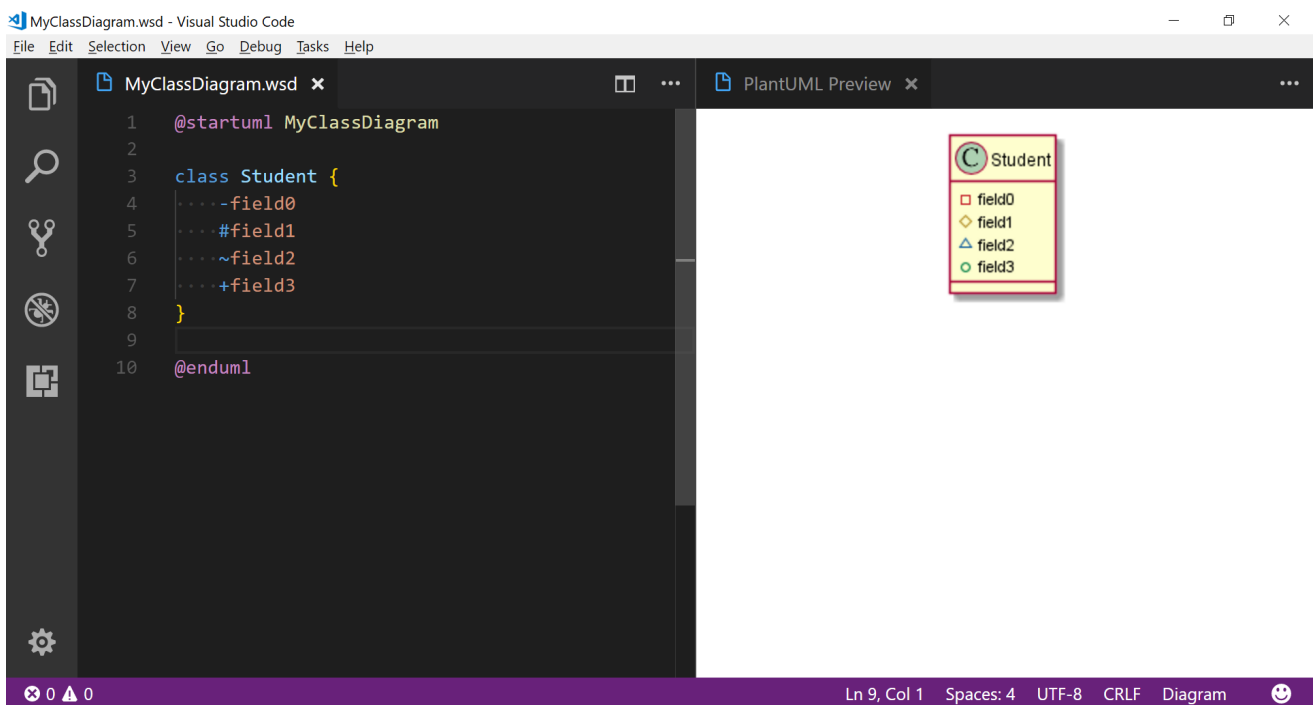 MyClassDiagram.wsd - Visual Studio Code
File Edit Selection View Go Debug Tasks Help
MyClassDiagram.wsd
1 @startuml MyClassDiagram
2
3 class Student {
4 ····-field0
5 ····#field1
6 ····~field2
7 ····+field3
8 }
9
10 @enduml
PlantUML Preview
C Student
field0
field1
field2
field3
0 0
Ln 9, Col 1 Spaces: 4 UTF-8 CRLF Diagram